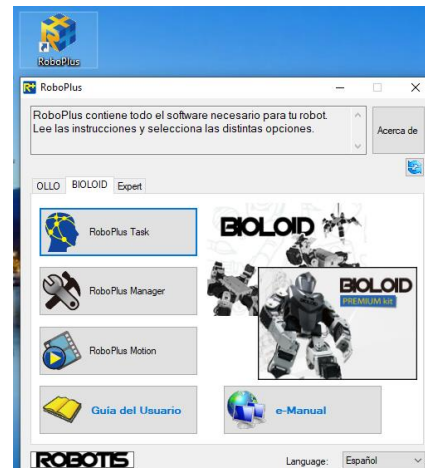 RoboPlus
RoboPlus
RoboPlus contiene todo el software necesario para tu robot.
Lee las instrucciones y selecciona las distintas opciones.
Acerca de
OLLO BIOLOID Expert
RoboPlus Task
BIOLOID
RoboPlus Manager
BIOLOID
PREMIUM kit
RoboPlus Motion
Guía del Usuario
e-Manual
ROBOTIS
Language: Español